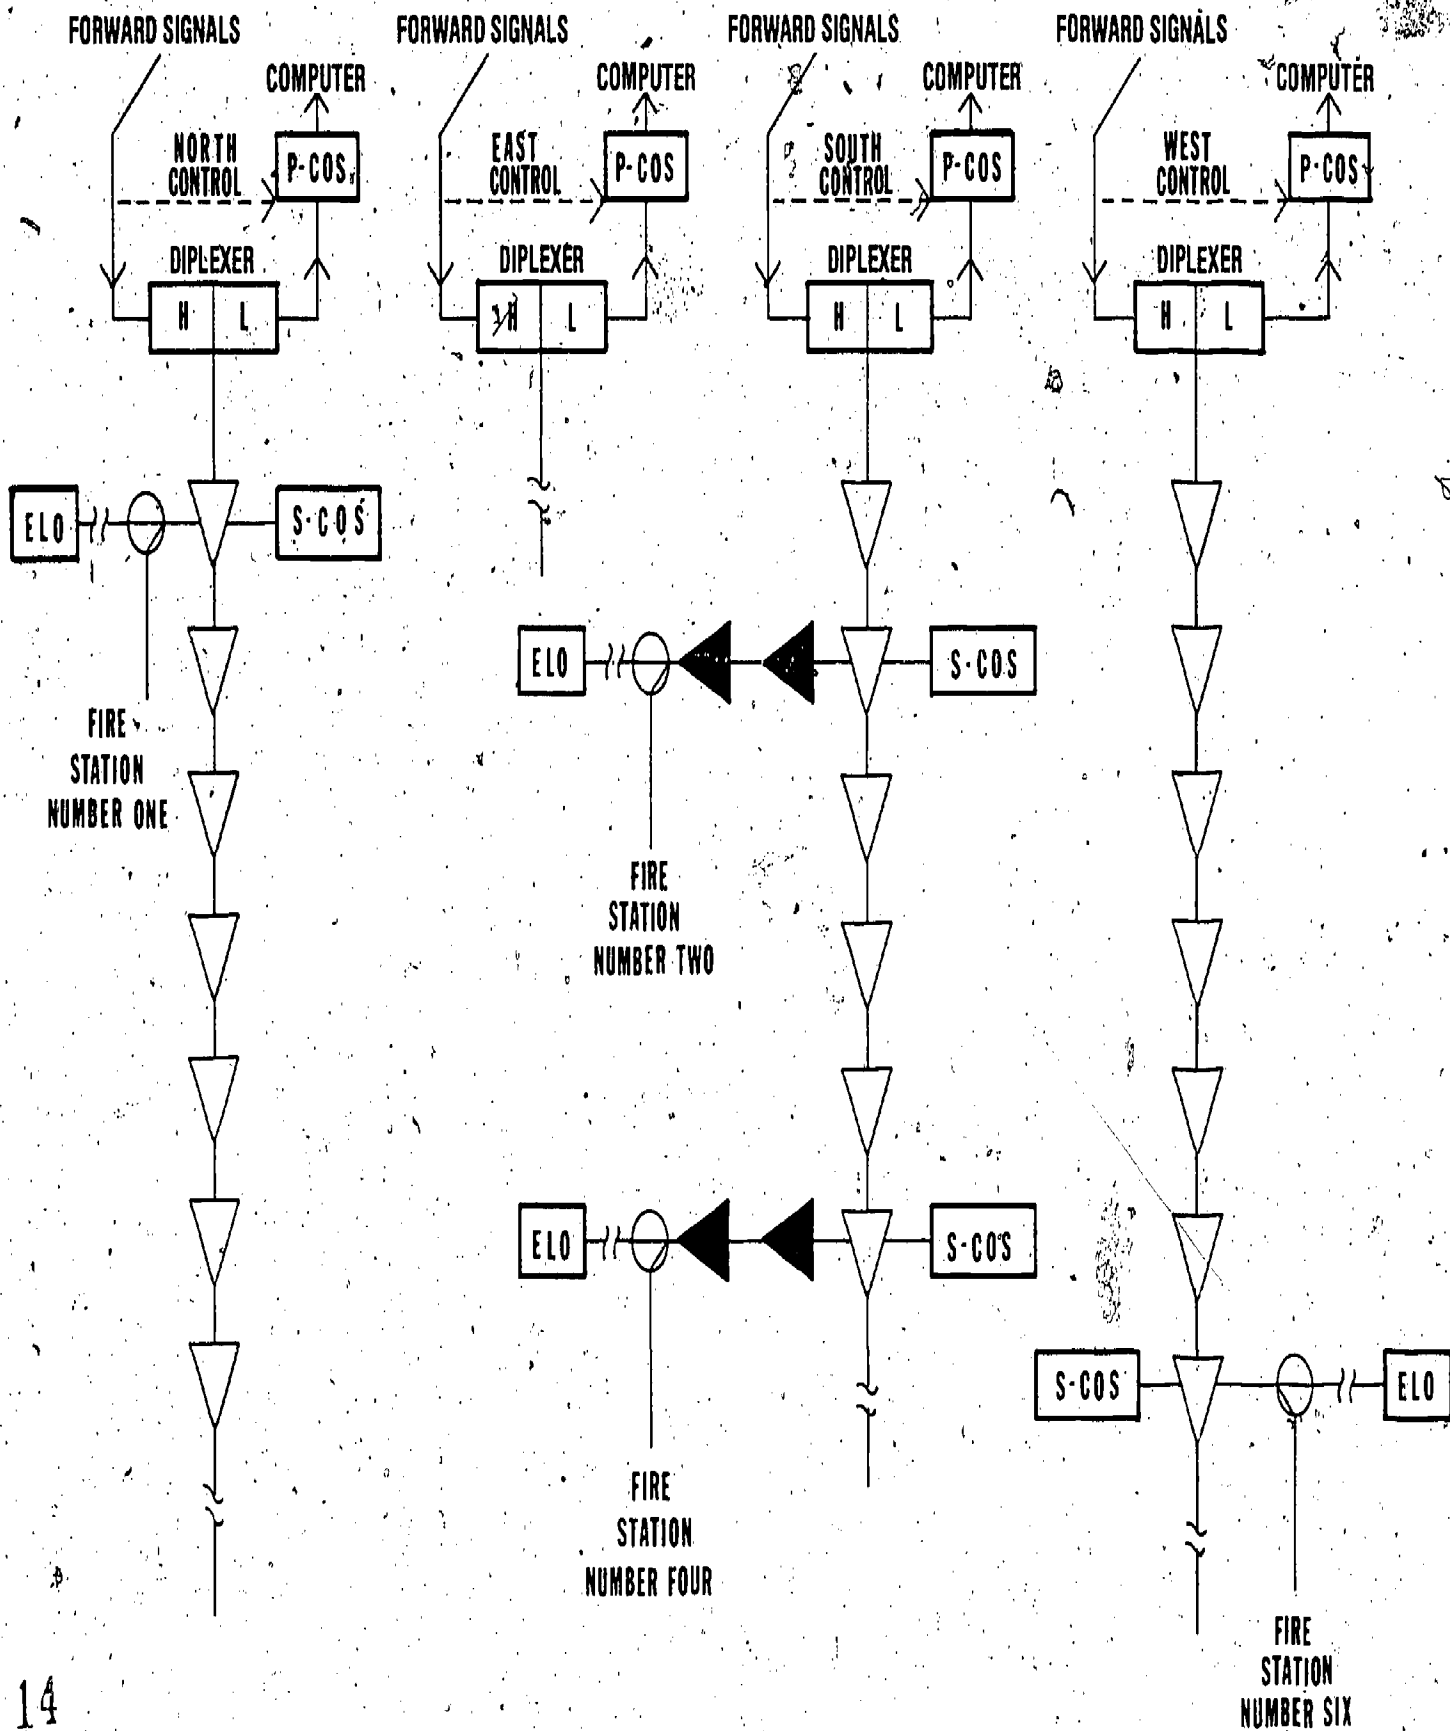 FORWARD SIGNALS
FORWARD SIGNALS
FORWARD SIGNALS
FORWARD SIGNALS
COMPUTER
COMPUTER
COMPUTER
COMPUTER
NORTH
CONTROL
P-COS
EAST
CONTROL
P-COS
SOUTH
CONTROL
P-COS
WEST
CONTROL
P-COS
DIPLEXER
DIPLEXER
DIPLEXER
DIPLEXER
H L
H L
H L
H L
ELO
S-COS
FIRE
STATION
NUMBER ONE
ELO
S-COS
FIRE
STATION
NUMBER TWO
ELO
S-COS
FIRE
STATION
NUMBER FOUR
S-COS
ELO
FIRE
STATION
NUMBER SIX
14